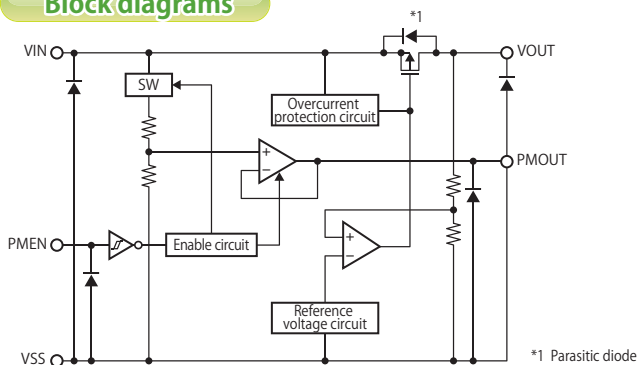 Block diagrams
*1
VIN
VOUT
SW
Overcurrent
protection circuit
+
−
PMOUT
PMEN
Enable circuit
+
−
Reference
voltage circuit
VSS
*1 Parasitic diode